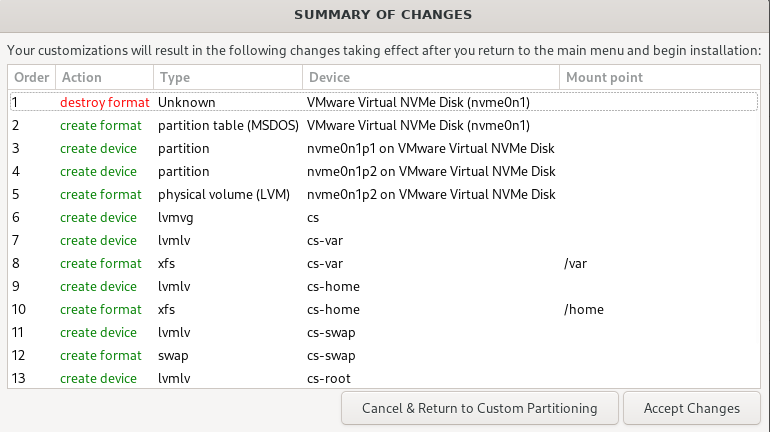 SUMMARY OF CHANGES
Your customizations will result in the following changes taking effect after you return to the main menu and begin installation:
Order Action Type Device Mount point
1 destroy format Unknown VMware Virtual NVMe Disk (nvme0n1)
2 create format partition table (MSDOS) VMware Virtual NVMe Disk (nvme0n1)
3 create device partition nvme0n1p1 on VMware Virtual NVMe Disk
4 create device partition nvme0n1p2 on VMware Virtual NVMe Disk
5 create format physical volume (LVM) nvme0n1p2 on VMware Virtual NVMe Disk
6 create device lvmvg cs
7 create device lvmlv cs-var
8 create format xfs cs-var /var
9 create device lvmlv cs-home
10 create format xfs cs-home /home
11 create device lvmlv cs-swap
12 create format swap cs-swap
13 create device lvmlv cs-root
Cancel & Return to Custom Partitioning Accept Changes